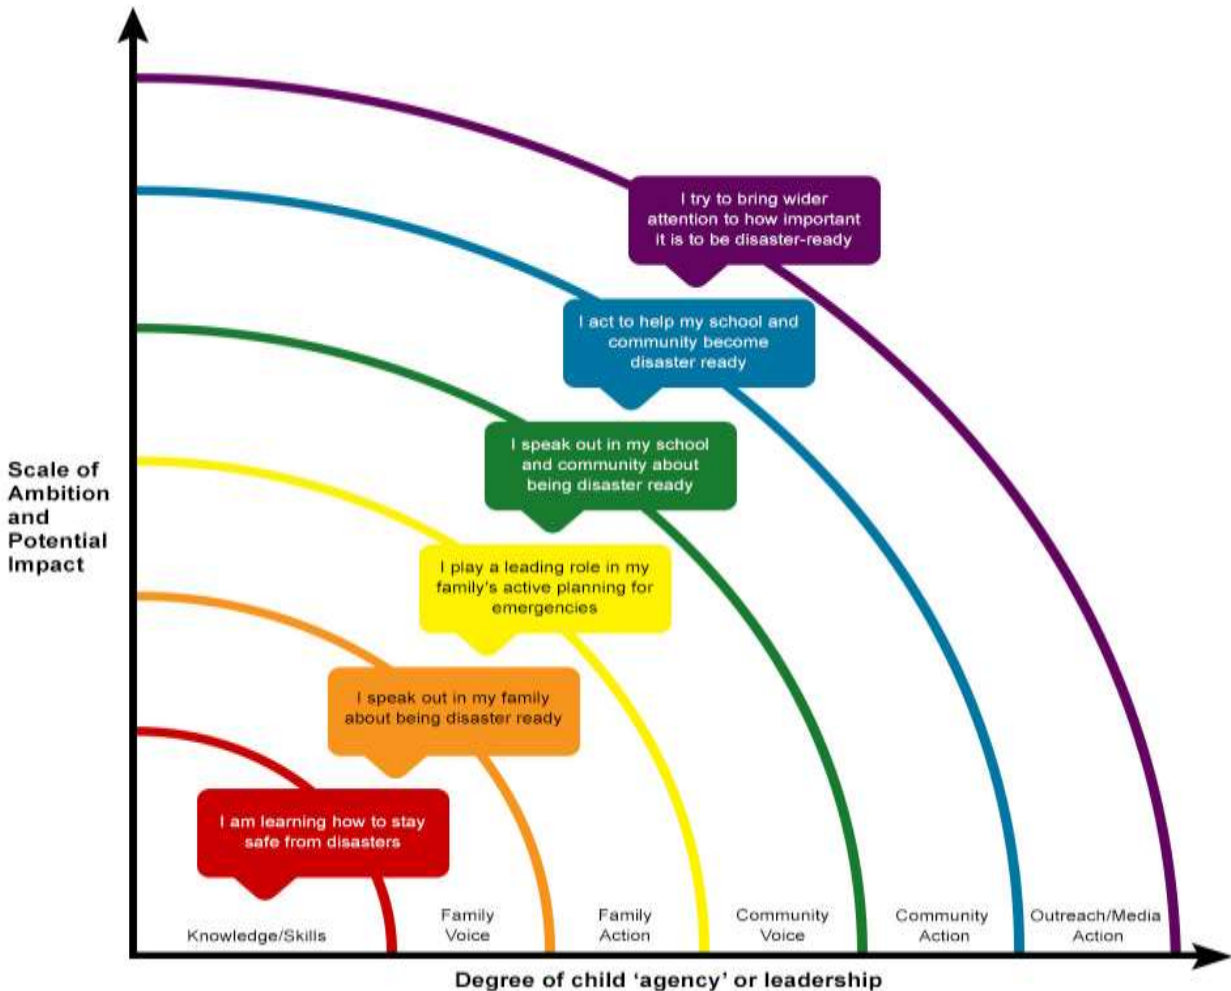 I try to bring wider
attention to how important
it is to be disaster-ready
I act to help my school and
community become
disaster ready
I speak out in my school
and community about
being disaster ready
Scale of
Ambition
and
Potential
Impact
I play a leading role in my
family's active planning for
emergencies
I speak out in my family
about being disaster ready
I am learning how to stay
safe from disasters
Knowledge/Skills
Family
Voice
Family
Action
Community
Voice
Community
Action
Outreach/Media
Action
Degree of child ‘agency’ or leadership